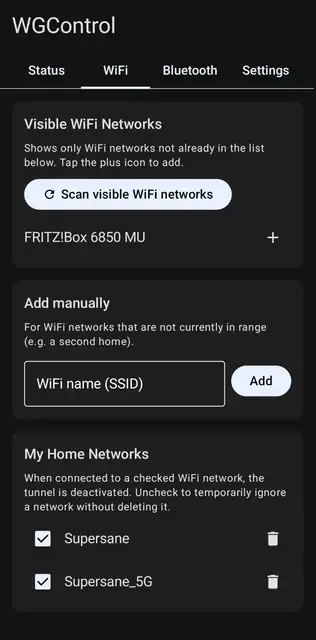 WGControl
Status WiFi Bluetooth Settings
Visible WiFi Networks
Shows only WiFi networks not already in the list
below. Tap the plus icon to add.
Scan visible WiFi networks
FRITZ!Box 6850 MU
Add manually
For WiFi networks that are not currently in range
(e.g. a second home).
WiFi name (SSID) Add
My Home Networks
When connected to a checked WiFi network, the
tunnel is deactivated. Uncheck to temporarily ignore
a network without deleting it.
Supersane
Supersane_5G